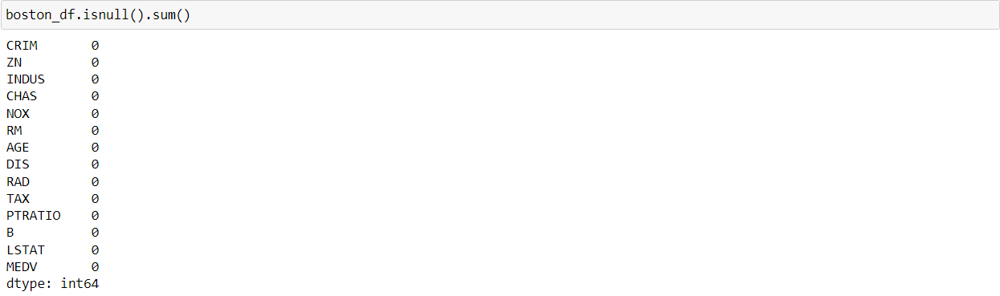 boston_df.isnull().sum()
CRIM 0
ZN 0
INDUS 0
CHAS 0
NOX 0
RM 0
AGE 0
DIS 0
RAD 0
TAX 0
PTRATIO 0
B 0
LSTAT 0
MEDV 0
dtype: int64